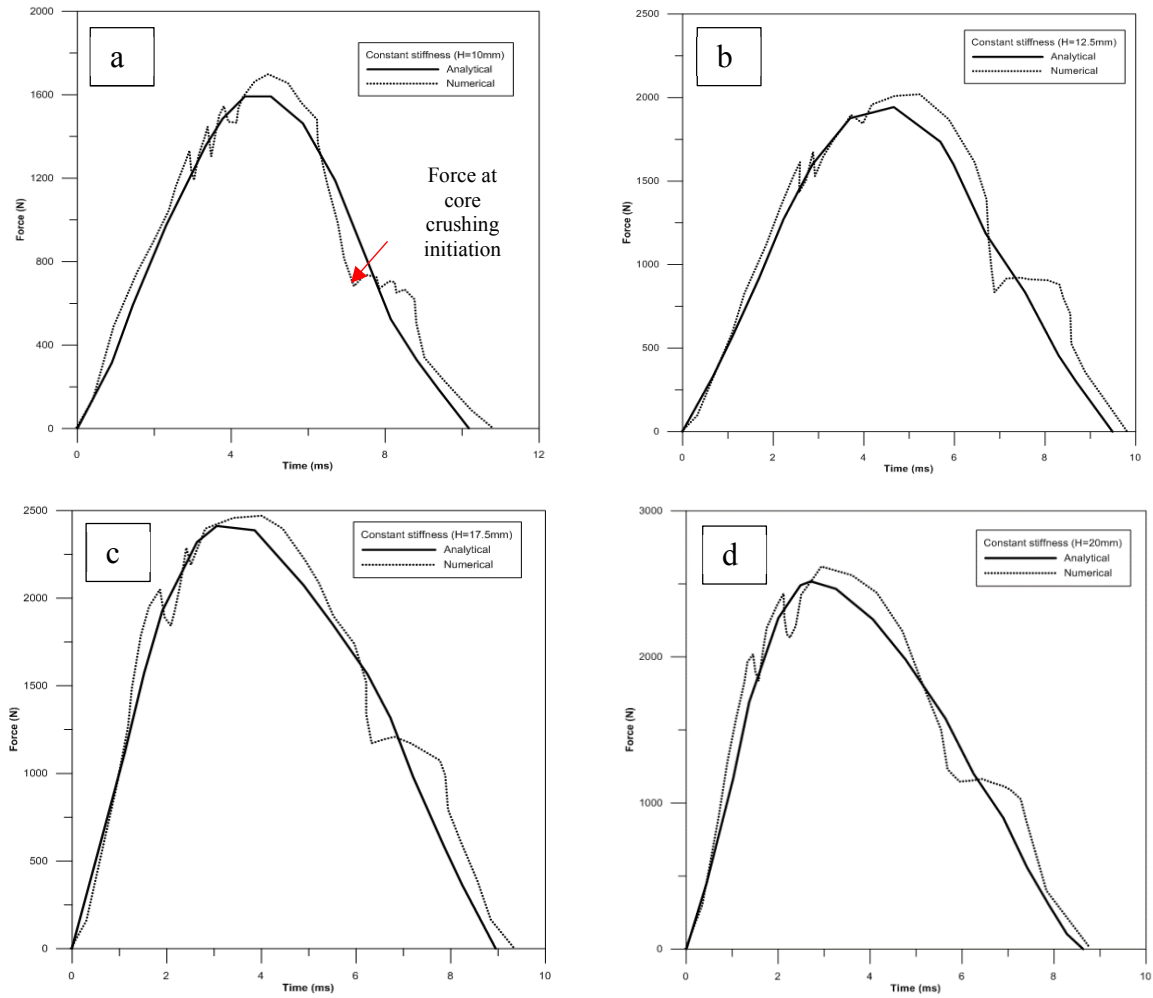 a
Constant stiffness (H=10mm)
Analytical
Numerical
Force at
core
crushing
initiation
2000
1600
1200
800
400
0
Force (N)
0 4 8 12
Time (ms)
b
Constant stiffness (H=12.5mm)
Analytical
Numerical
2500
2000
1500
1000
500
0
Force (N)
0 2 4 6 8 10
Time (ms)
c
Constant stiffness (H=17.5mm)
Analytical
Numerical
2500
2000
1500
1000
500
0
Force (N)
0 2 4 6 8 10
Time (ms)
d
Constant stiffness (H=20mm)
Analytical
Numerical
3000
2000
1000
0
Force (N)
0 2 4 6 8 10
Time (ms)